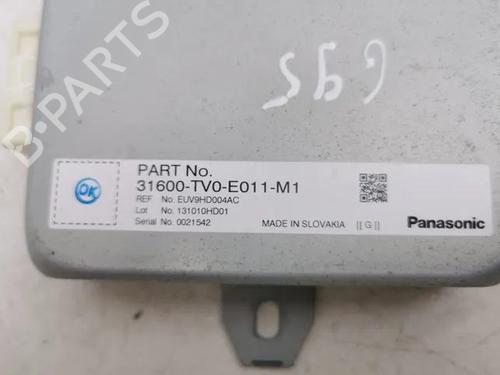 B-PARTS
G95
OK
PART No.
31600-TV0-E011-M1
REF No. EUV9HD004AC
Lot No. 131010HD01
Serial No. 0021542
MADE IN SLOVAKIA [[ G ]]
Panasonic